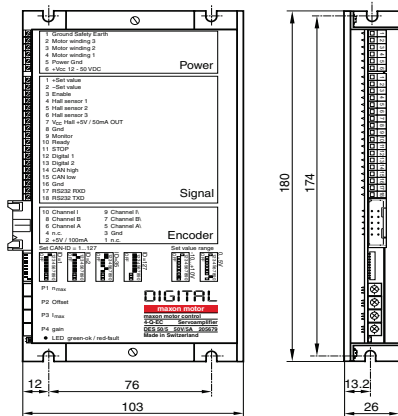 1 Ground Safety Earth
2 Motor winding 3
3 Motor winding 2
4 Motor winding 1
5 Power Gnd
6 +Vcc 12 - 50 VDC
Power
1 +Set value
2 -Set value
3 Enable
4 Hall sensor 1
5 Hall sensor 2
6 Hall sensor 3
7 Vcc Hall +5V / 50mA OUT
8 Gnd
9 Monitor
10 Ready
11 STOP
12 Digital 1
13 Digital 2
14 CAN high
15 CAN low
16 Gnd
17 RS232 RXD
18 RS232 TXD
Signal
10 Channel I 9 Channel I\
8 Channel B 7 Channel B\
6 Channel A 5 Channel A\
4 n.c. 3 Gnd
2 +5V / 100mA 1 n.c.
Encoder
Set CAN-ID = 1...127 Set value range
P1 nmax
P2 Offset
P3 Imax
P4 gain
LED green-ok / red-fault
DIGITAL
maxon motor
maxon motor control
4-Q-EC Servoamplifier
DES 50/5 50V/5A 205679
Made in Switzerland
180
174
12
76
103
13.2
26